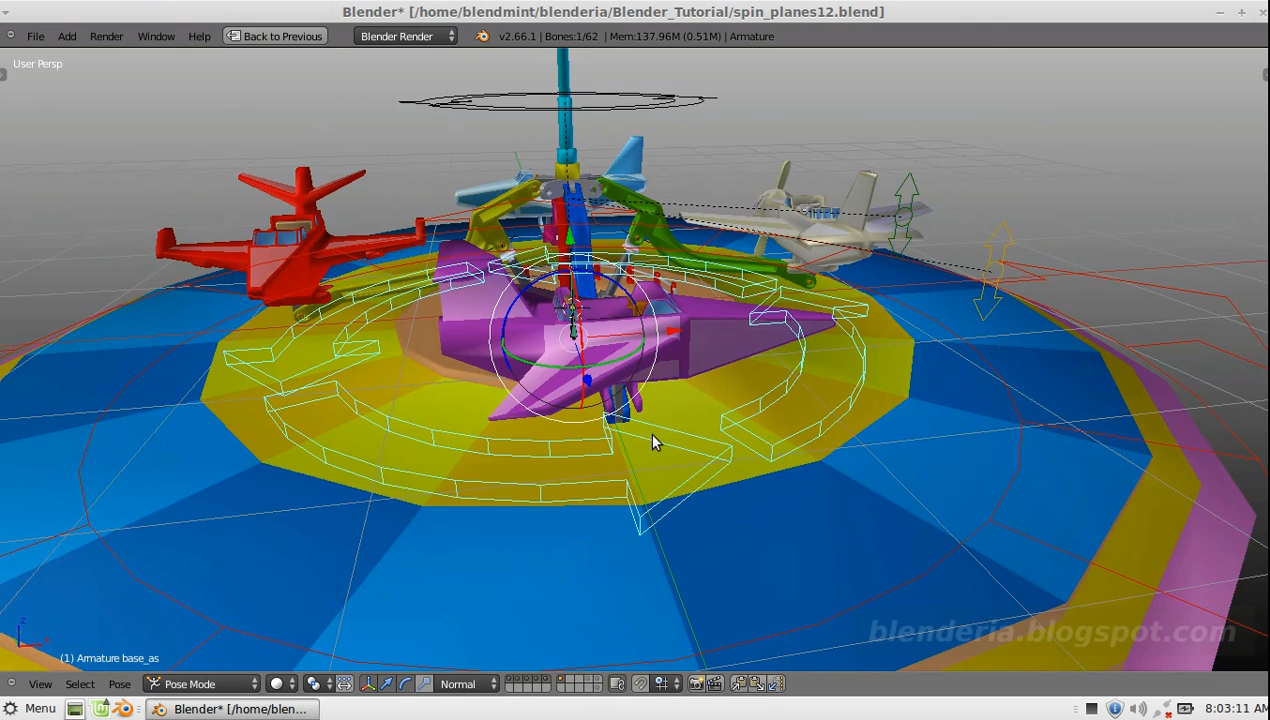 Blender* [/home/blendmint/blenderia/Blender_Tutorial/spin_planes12.blend]
File Add Render Window Help Back to Previous Blender Render v2.66.1 | Bones:1/62 | Mem:137.96M (0.51M) | Armature
User Persp
blenderia.blogspot.com
z
(1) Armature base_as
View Select Pose Pose Mode Normal
Menu Blender* [/home/blen... 8:03:11 AM